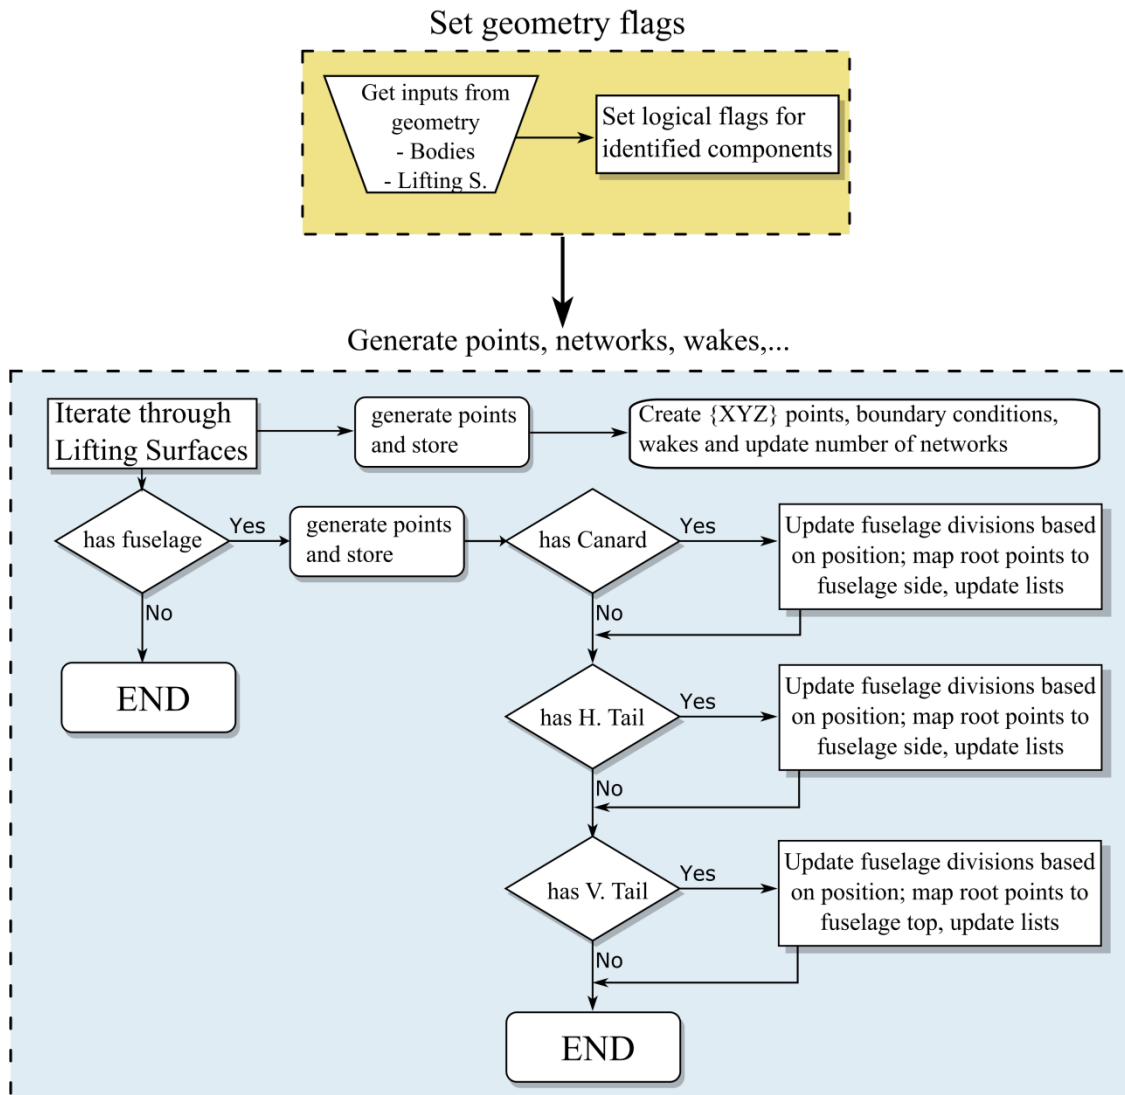 Set geometry flags
Get inputs from
geometry
- Bodies
- Lifting S.
Set logical flags for
identified components
Generate points, networks, wakes,...
Iterate through
Lifting Surfaces
generate points
and store
Create {XYZ} points, boundary conditions,
wakes and update number of networks
has fuselage
Yes
No
END
generate points
and store
has Canard
Yes
No
Update fuselage divisions based
on position; map root points to
fuselage side, update lists
has H. Tail
Yes
No
Update fuselage divisions based
on position; map root points to
fuselage side, update lists
has V. Tail
Yes
No
Update fuselage divisions based
on position; map root points to
fuselage top, update lists
END